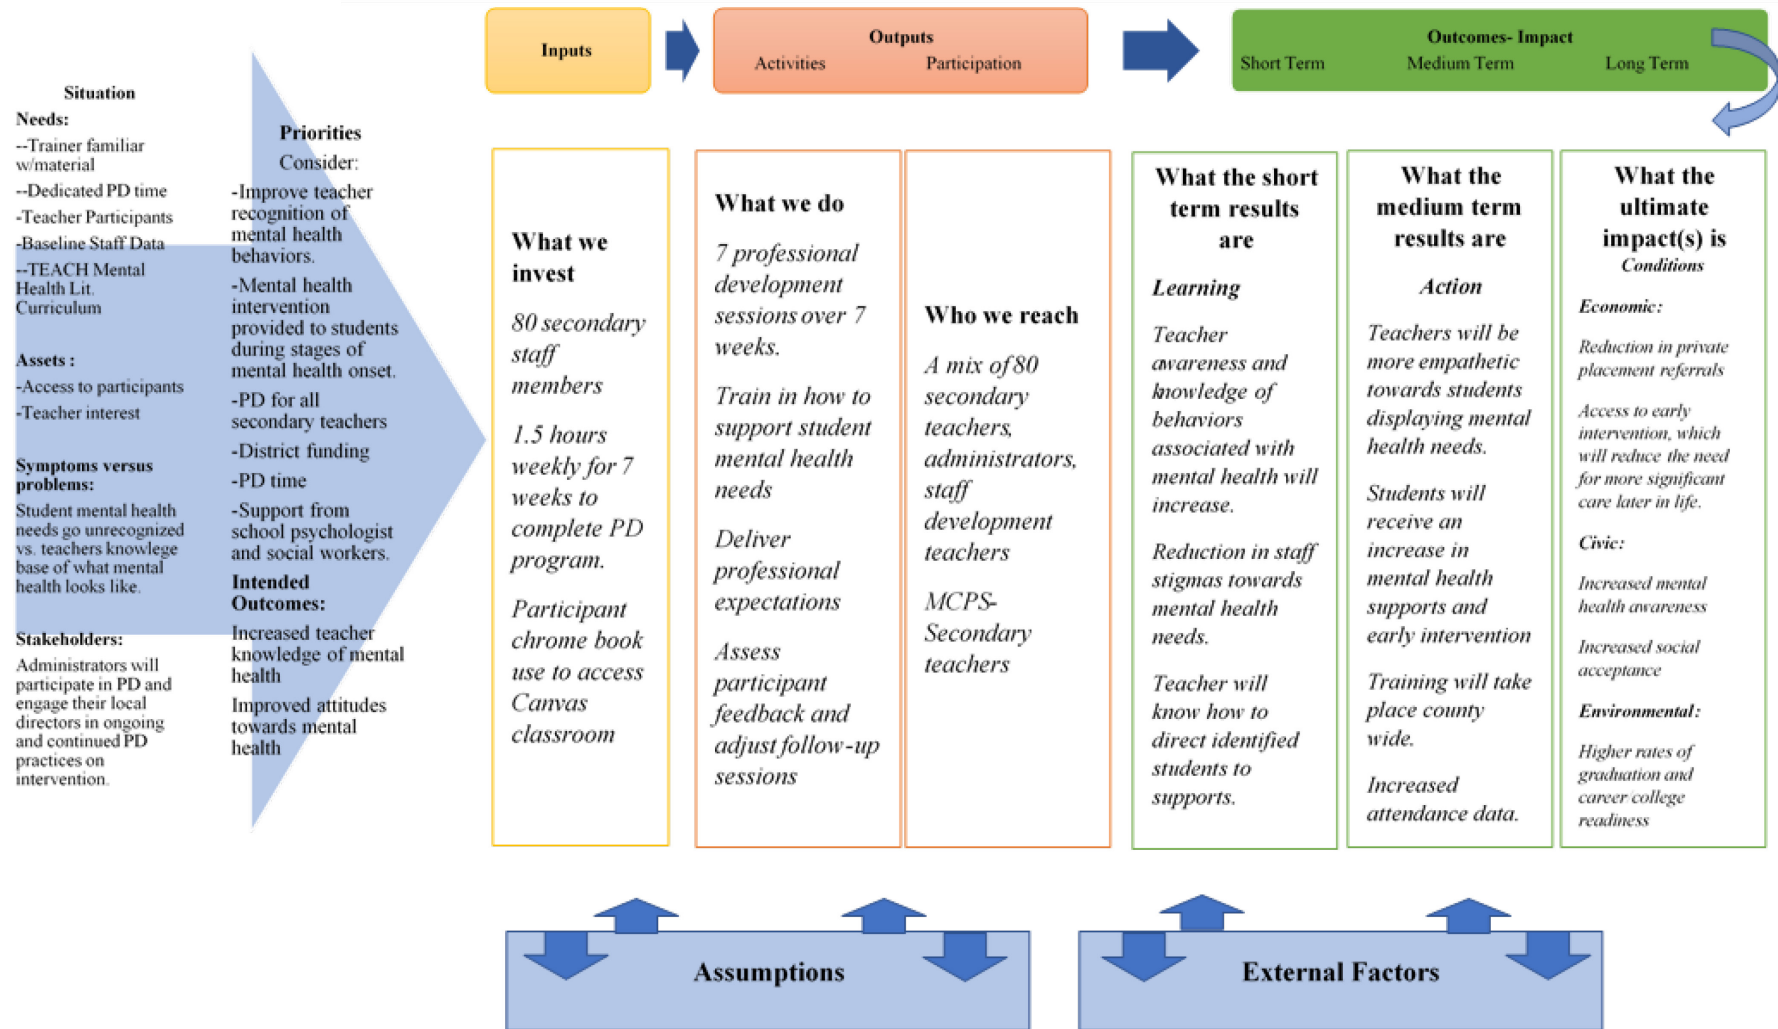 Inputs
Outputs
Activities Participation
Outcomes- Impact
Short Term Medium Term Long Term
Situation
Needs:
--Trainer familiar
w/material
--Dedicated PD time
-Teacher Participants
-Baseline Staff Data
--TEACH Mental
Health Lit.
Curriculum
Assets :
-Access to participants
-Teacher interest
Symptoms versus
problems:
Student mental health
needs go unrecognized
vs. teachers knowlege
base of what mental
health looks like.
Stakeholders:
Administrators will
participate in PD and
engage their local
directors in ongoing
and continued PD
practices on
intervention.
Priorities
Consider:
-Improve teacher
recognition of
mental health
behaviors.
-Mental health
intervention
provided to students
during stages of
mental health onset.
-PD for all
secondary teachers
-District funding
-PD time
-Support from
school psychologist
and social workers.
Intended
Outcomes:
Increased teacher
knowledge of mental
health
Improved attitudes
towards mental
health
What we
invest
80 secondary
staff
members
1.5 hours
weekly for 7
weeks to
complete PD
program.
Participant
chrome book
use to access
Canvas
classroom
What we do
7 professional
development
sessions over 7
weeks.
Train in how to
support student
mental health
needs
Deliver
professional
expectations
Assess
participant
feedback and
adjust follow-up
sessions
Who we reach
A mix of 80
secondary
teachers,
administrators,
staff
development
teachers
MCPS-
Secondary
teachers
What the short
term results
are
Learning
Teacher
awareness and
knowledge of
behaviors
associated with
mental health will
increase.
Reduction in staff
stigmas towards
mental health
needs.
Teacher will
know how to
direct identified
students to
supports.
What the
medium term
results are
Action
Teachers will be
more empathetic
towards students
displaying mental
health needs.
Students will
receive an
increase in
mental health
supports and
early intervention
Training will take
place county
wide.
Increased
attendance data.
What the
ultimate
impact(s) is
Conditions
Economic:
Reduction in private
placement referrals
Access to early
intervention, which
will reduce the need
for more significant
care later in life.
Civic:
Increased mental
health awareness
Increased social
acceptance
Environmental:
Higher rates of
graduation and
career/college
readiness
Assumptions
External Factors